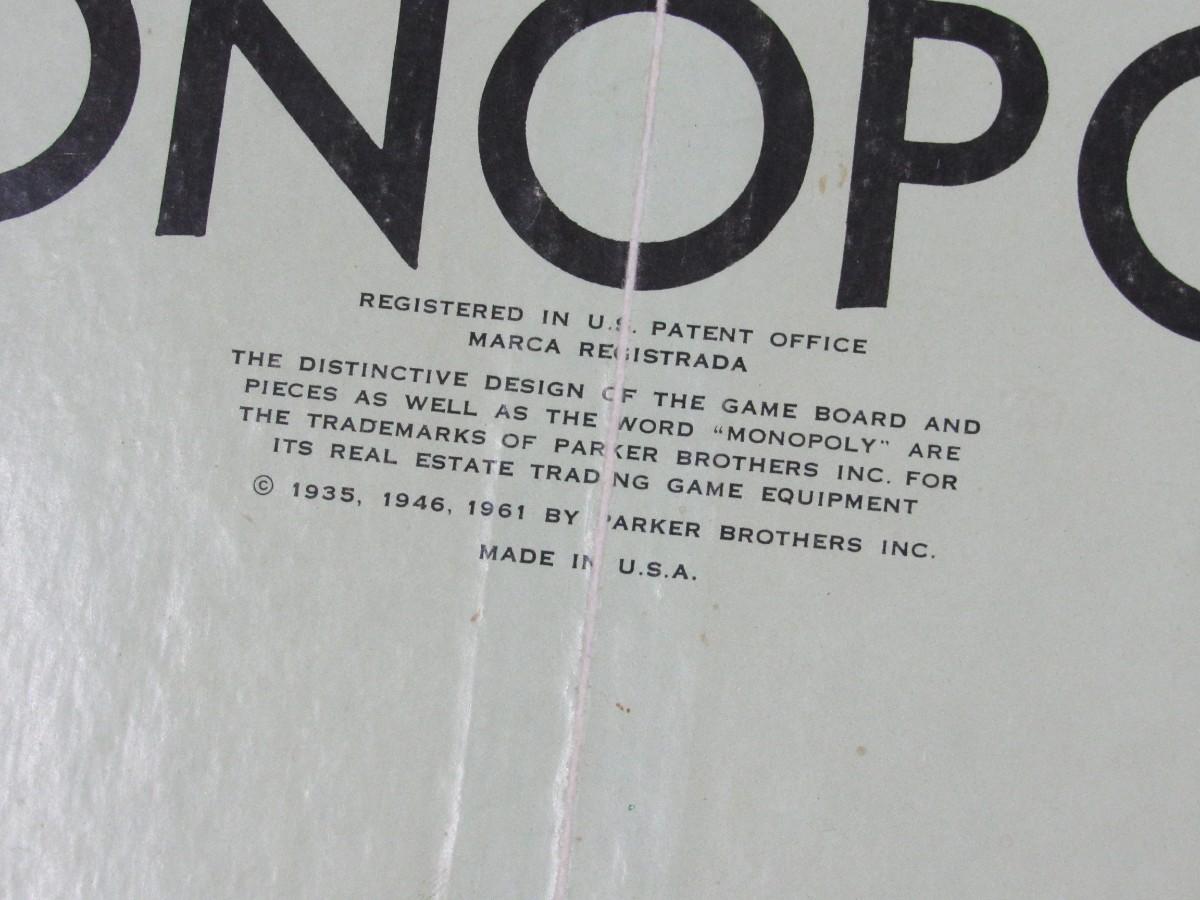 ONOPO
REGISTERED IN U.S. PATENT OFFICE
MARCA REGISTRADA
THE DISTINCTIVE DESIGN OF THE GAME BOARD AND
PIECES AS WELL AS THE WORD “MONOPOLY” ARE
THE TRADEMARKS OF PARKER BROTHERS INC. FOR
ITS REAL ESTATE TRADING GAME EQUIPMENT
© 1935, 1946, 1961 BY PARKER BROTHERS INC.
MADE IN U.S.A.